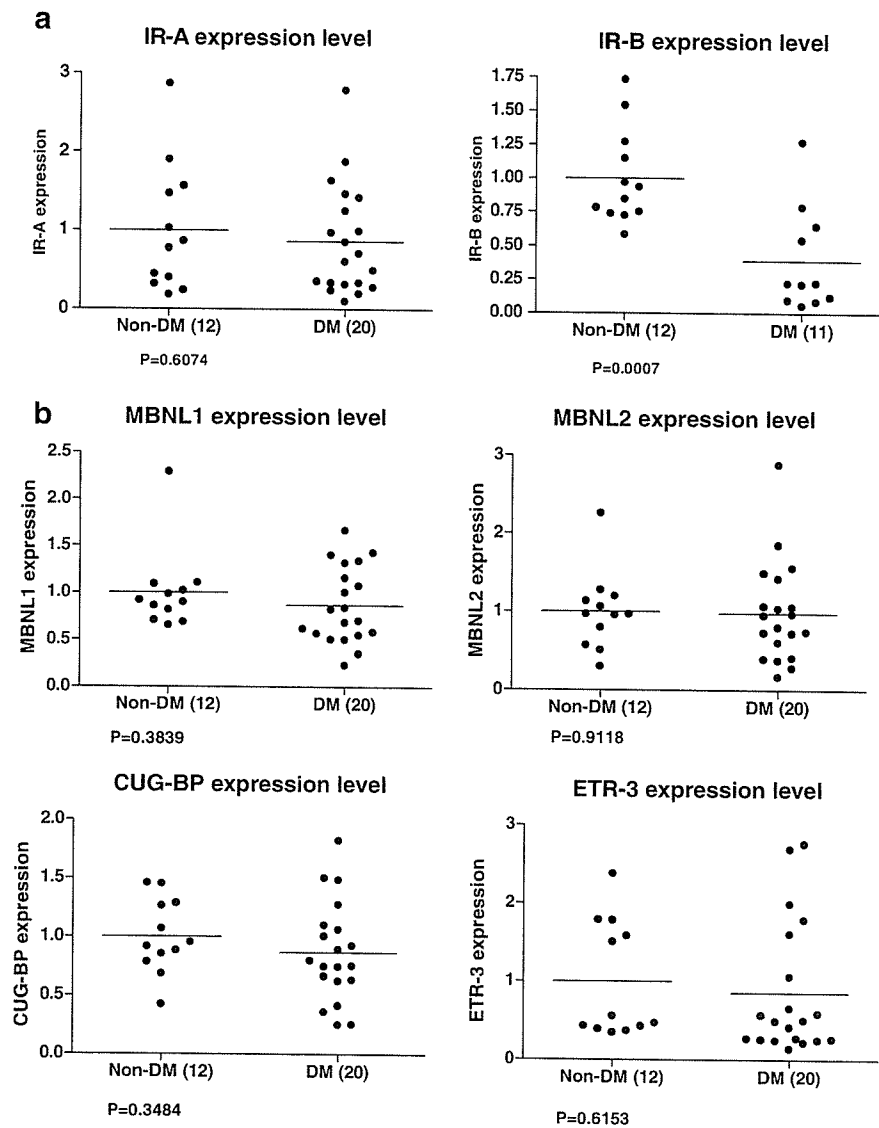 a
IR-A expression level
IR-A expression
3
2
1
0
Non-DM (12)
DM (20)
P=0.6074
IR-B expression level
IR-B expression
1.75
1.50
1.25
1.00
0.75
0.50
0.25
0.00
Non-DM (12)
DM (11)
P=0.0007
b
MBNL1 expression level
MBNL1 expression
2.5
2.0
1.5
1.0
0.5
0.0
Non-DM (12)
DM (20)
P=0.3839
MBNL2 expression level
MBNL2 expression
3
2
1
0
Non-DM (12)
DM (20)
P=0.9118
CUG-BP expression level
CUG-BP expression
2.0
1.5
1.0
0.5
0.0
Non-DM (12)
DM (20)
P=0.3484
ETR-3 expression level
ETR-3 expression
3
2
1
0
Non-DM (12)
DM (20)
P=0.6153